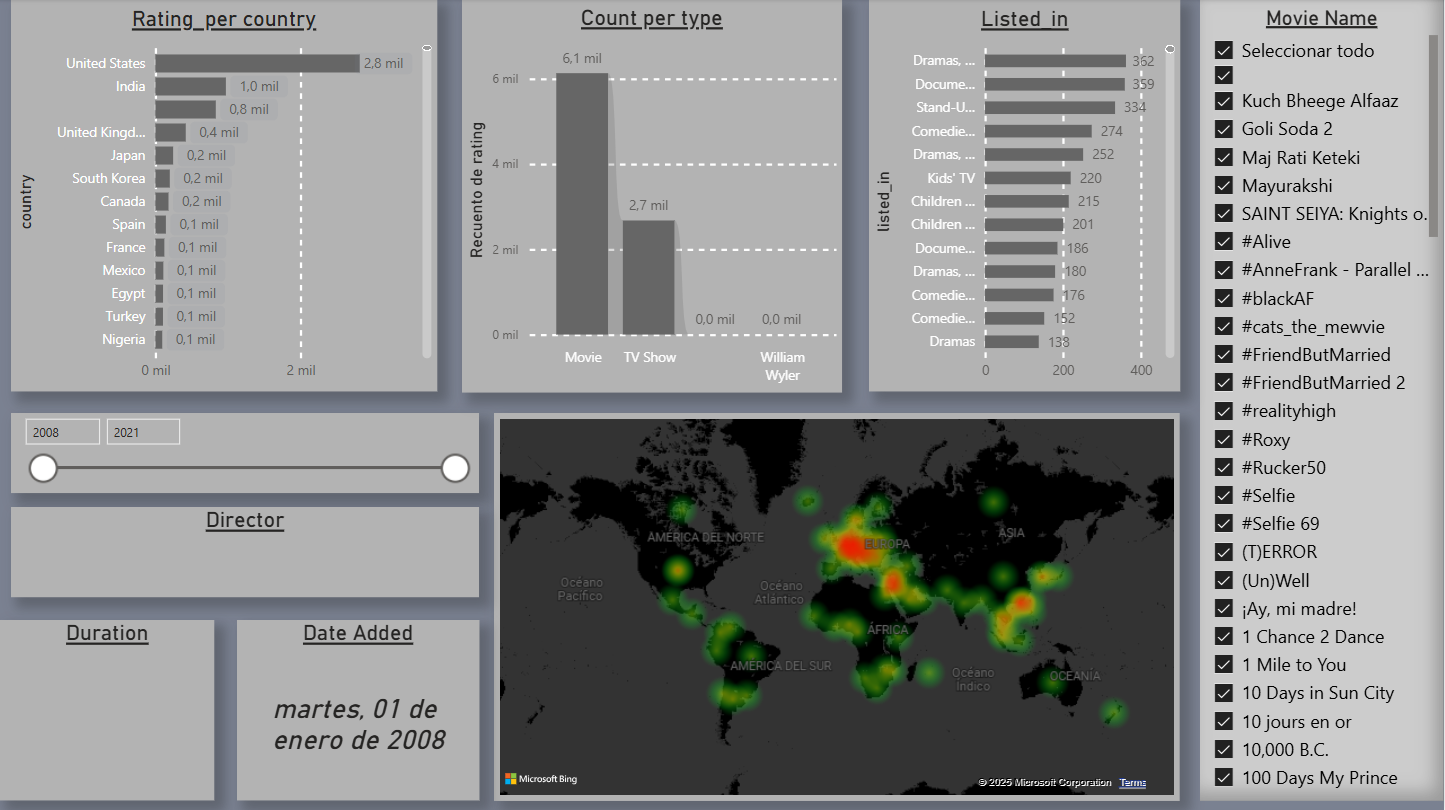 Rating_per country
country
United States
2,8 mil
India
1,0 mil
0,8 mil
United Kingd...
0,4 mil
Japan
0,2 mil
South Korea
0,2 mil
Canada
0,2 mil
Spain
0,1 mil
France
0,1 mil
Mexico
0,1 mil
Egypt
0,1 mil
Turkey
0,1 mil
Nigeria
0,1 mil
0 mil
2 mil
Count per type
Recuento de rating
6 mil
4 mil
2 mil
0 mil
6,1 mil
2,7 mil
0,0 mil
0,0 mil
Movie
TV Show
William
Wyler
Listed_in
listed_in
Dramas, ...
362
Docume...
359
Stand-U...
334
Comedie...
274
Dramas, ...
252
Kids' TV
220
Children ...
215
Children ...
201
Docume...
186
Dramas, ...
180
Comedie...
176
Comedie...
152
Dramas
138
0
200
400
Movie Name
Seleccionar todo
Kuch Bheege Alfaaz
Goli Soda 2
Maj Rati Keteki
Mayurakshi
SAINT SEIYA: Knights o.
#Alive
#AnneFrank - Parallel ...
#blackAF
#cats_the_mewvie
#FriendButMarried
#FriendButMarried 2
#realityhigh
#Roxy
#Rucker50
#Selfie
#Selfie 69
(T)ERROR
(Un)Well
¡Ay, mi madre!
1 Chance 2 Dance
1 Mile to You
10 Days in Sun City
10 jours en or
10,000 B.C.
100 Days My Prince
2008
2021
Director
Duration
Date Added
martes, 01 de
enero de 2008
AMÉRICA DEL NORTE
EUROPA
ASIA
Océano
Pacífico
Océano
Atlántico
ÁFRICA
AMÉRICA DEL SUR
Océano
Índico
OCEANÍA
Microsoft Bing
© 2025 Microsoft Corporation
Terms